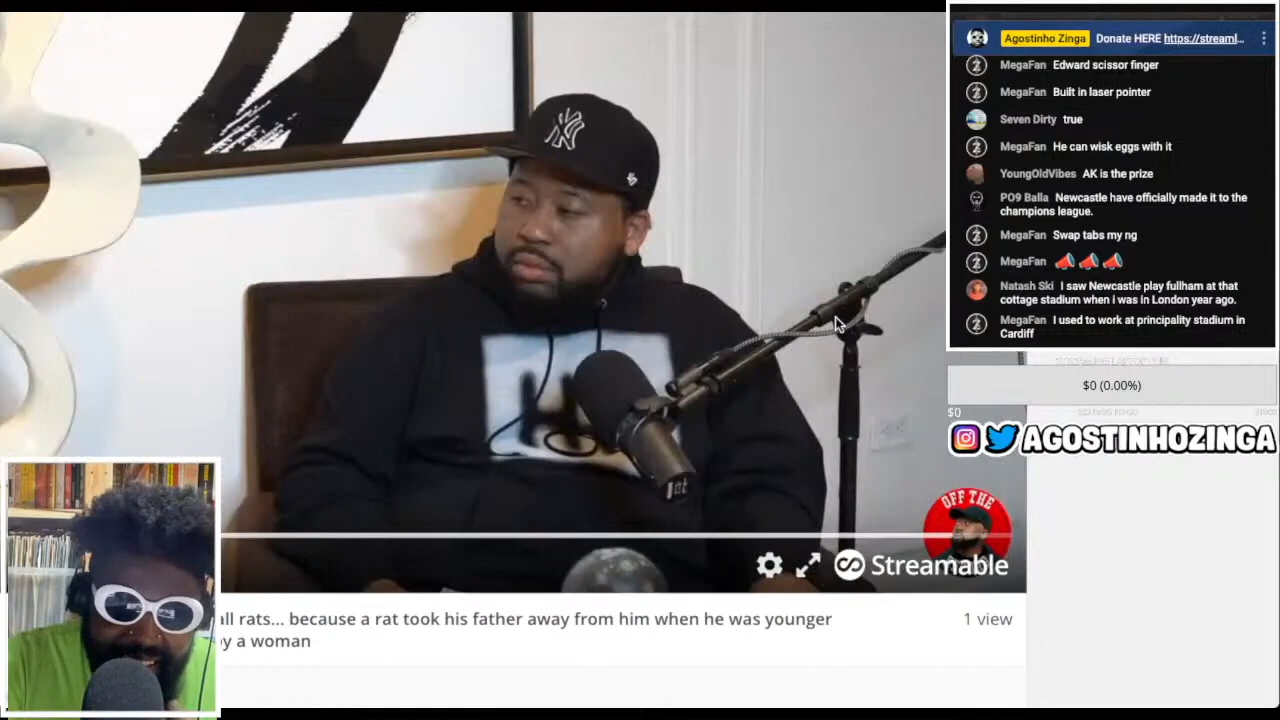 Agostinho Zinga Donate HERE https://streaml...
MegaFan Edward scissor finger
MegaFan Built in laser pointer
Seven Dirty true
MegaFan He can wisk eggs with it
YoungOldVibes AK is the prize
PO9 Balla Newcastle have officially made it to the
champions league.
MegaFan Swap tabs my ng
MegaFan
Natash Ski I saw Newcastle play fullham at that
cottage stadium when i was in London year ago.
MegaFan I used to work at principality stadium in
Cardiff
$0 (0.00%)
$0
AGOSTINHOZINGA
NY
OFF THE
Streamable
all rats... because a rat took his father away from him when he was younger
1 view
by a woman